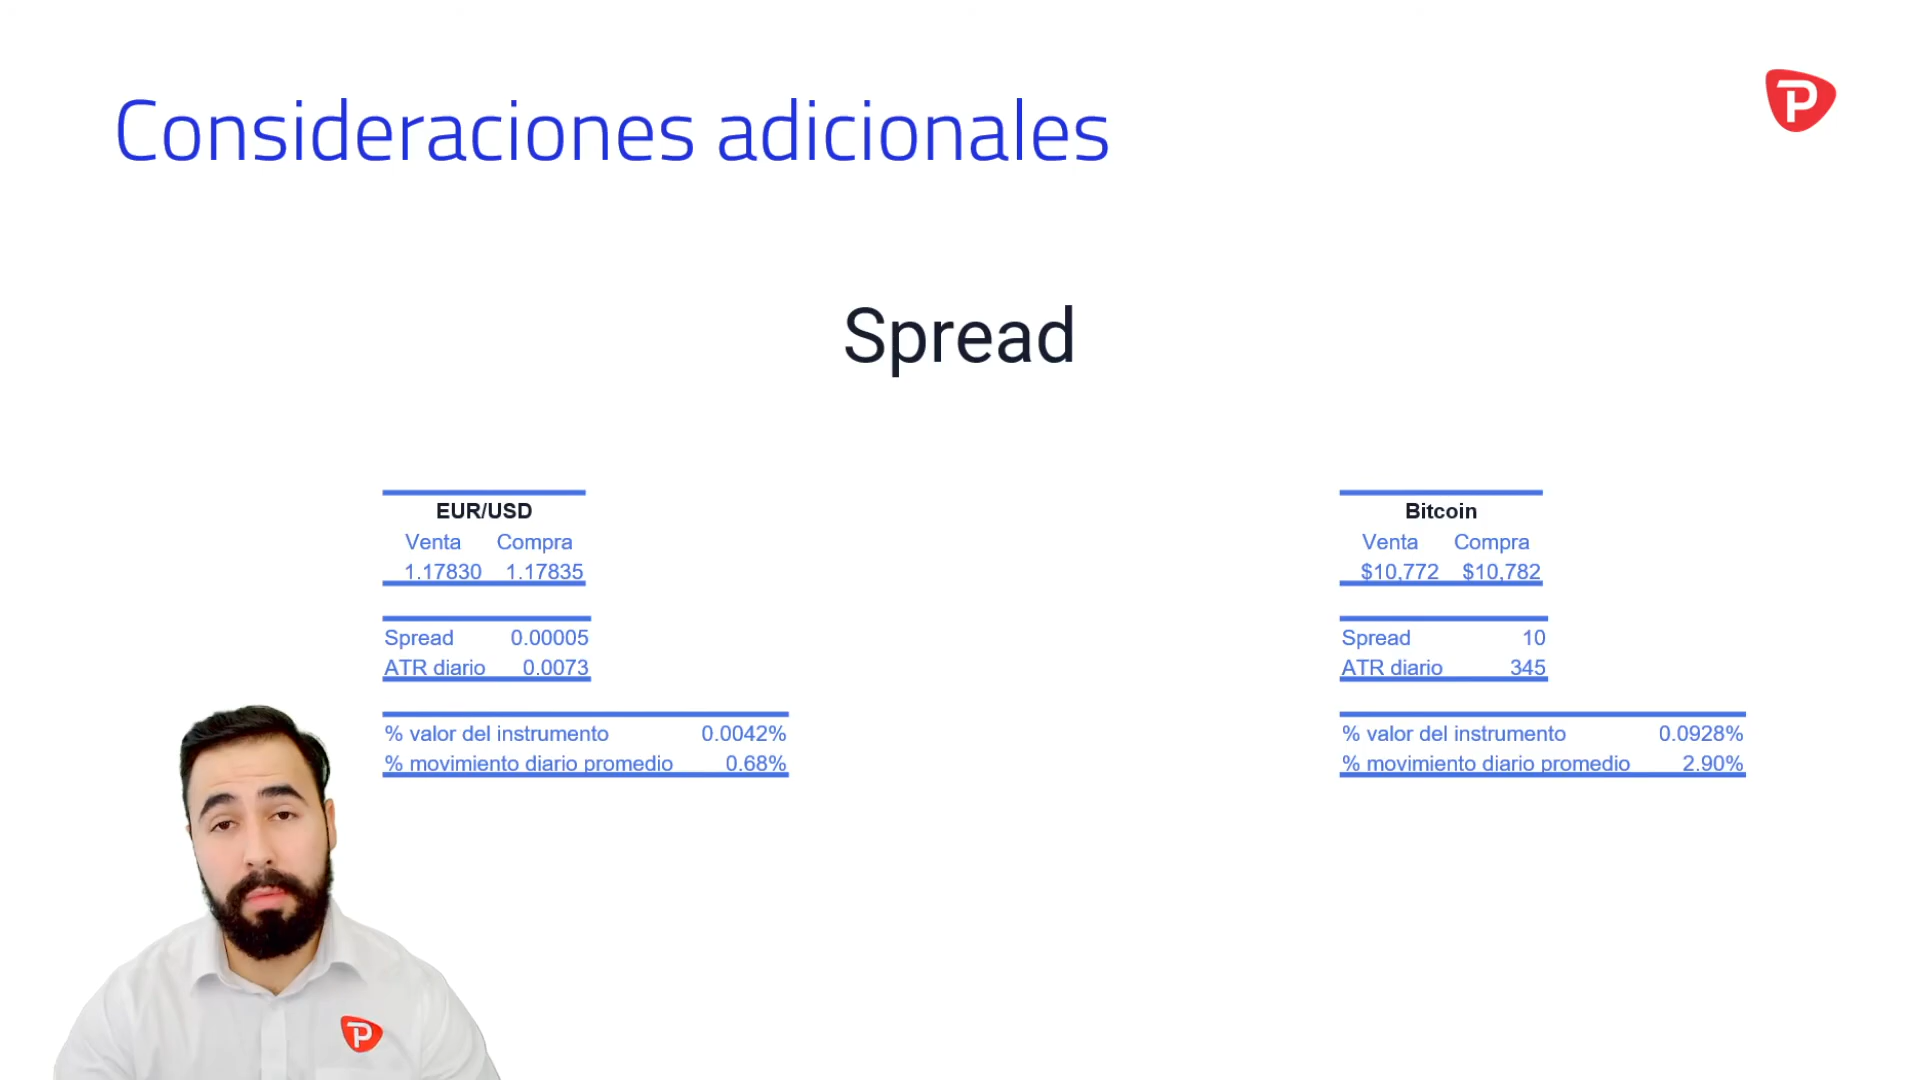 Consideraciones adicionales
P
Spread
EUR/USD
Venta Compra
1.17830 1.17835
Spread 0.00005
ATR diario 0.0073
% valor del instrumento 0.0042%
% movimiento diario promedio 0.68%
Bitcoin
Venta Compra
$10,772 $10,782
Spread 10
ATR diario 345
% valor del instrumento 0.0928%
% movimiento diario promedio 2.90%
P